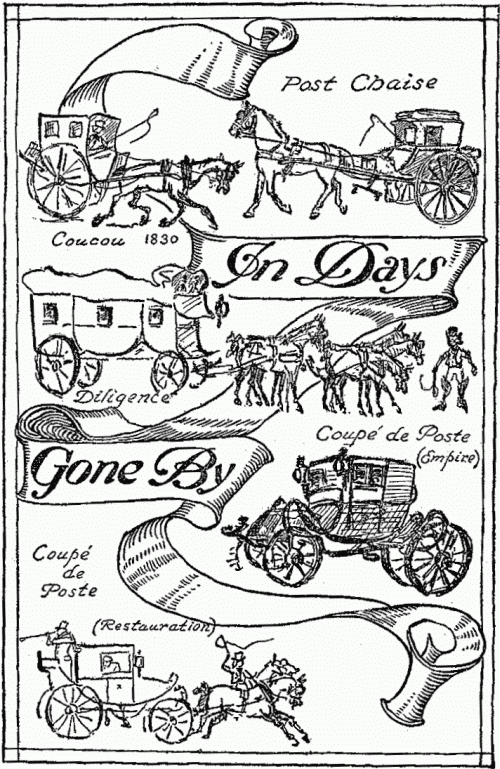 Post Chaise
Coucou 1830
In Days
Diligence
Coupé de Poste
(Empire)
Gone By
Coupé
de
Poste
(Restauration)